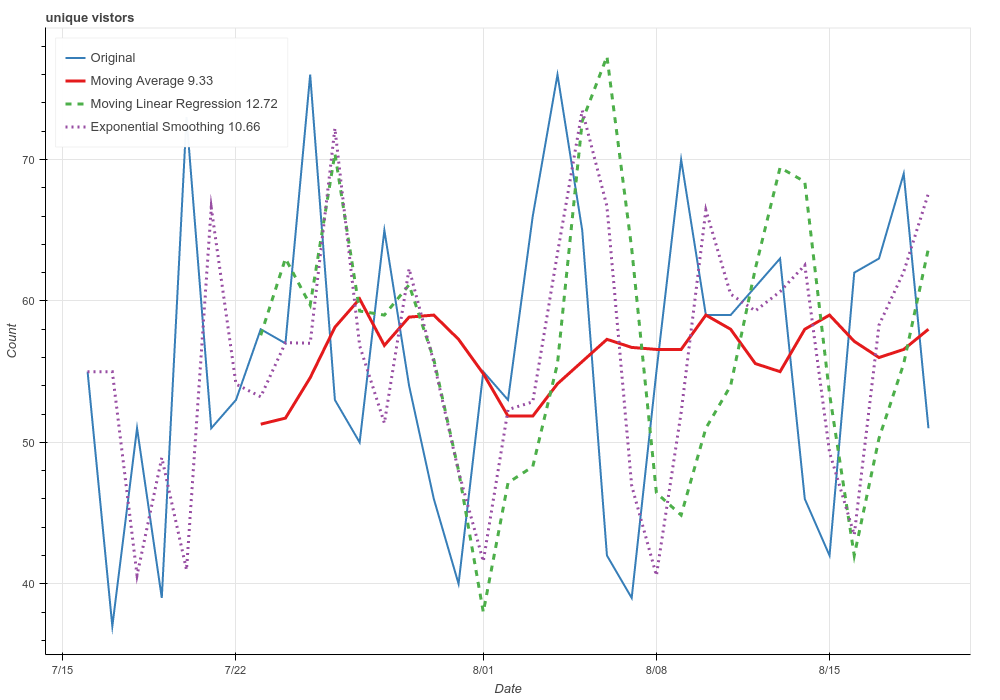 unique vistors
Original
Moving Average 9.33
Moving Linear Regression 12.72
Exponential Smoothing 10.66
70
60
50
40
Count
7/15 7/22 8/01 8/08 8/15
Date